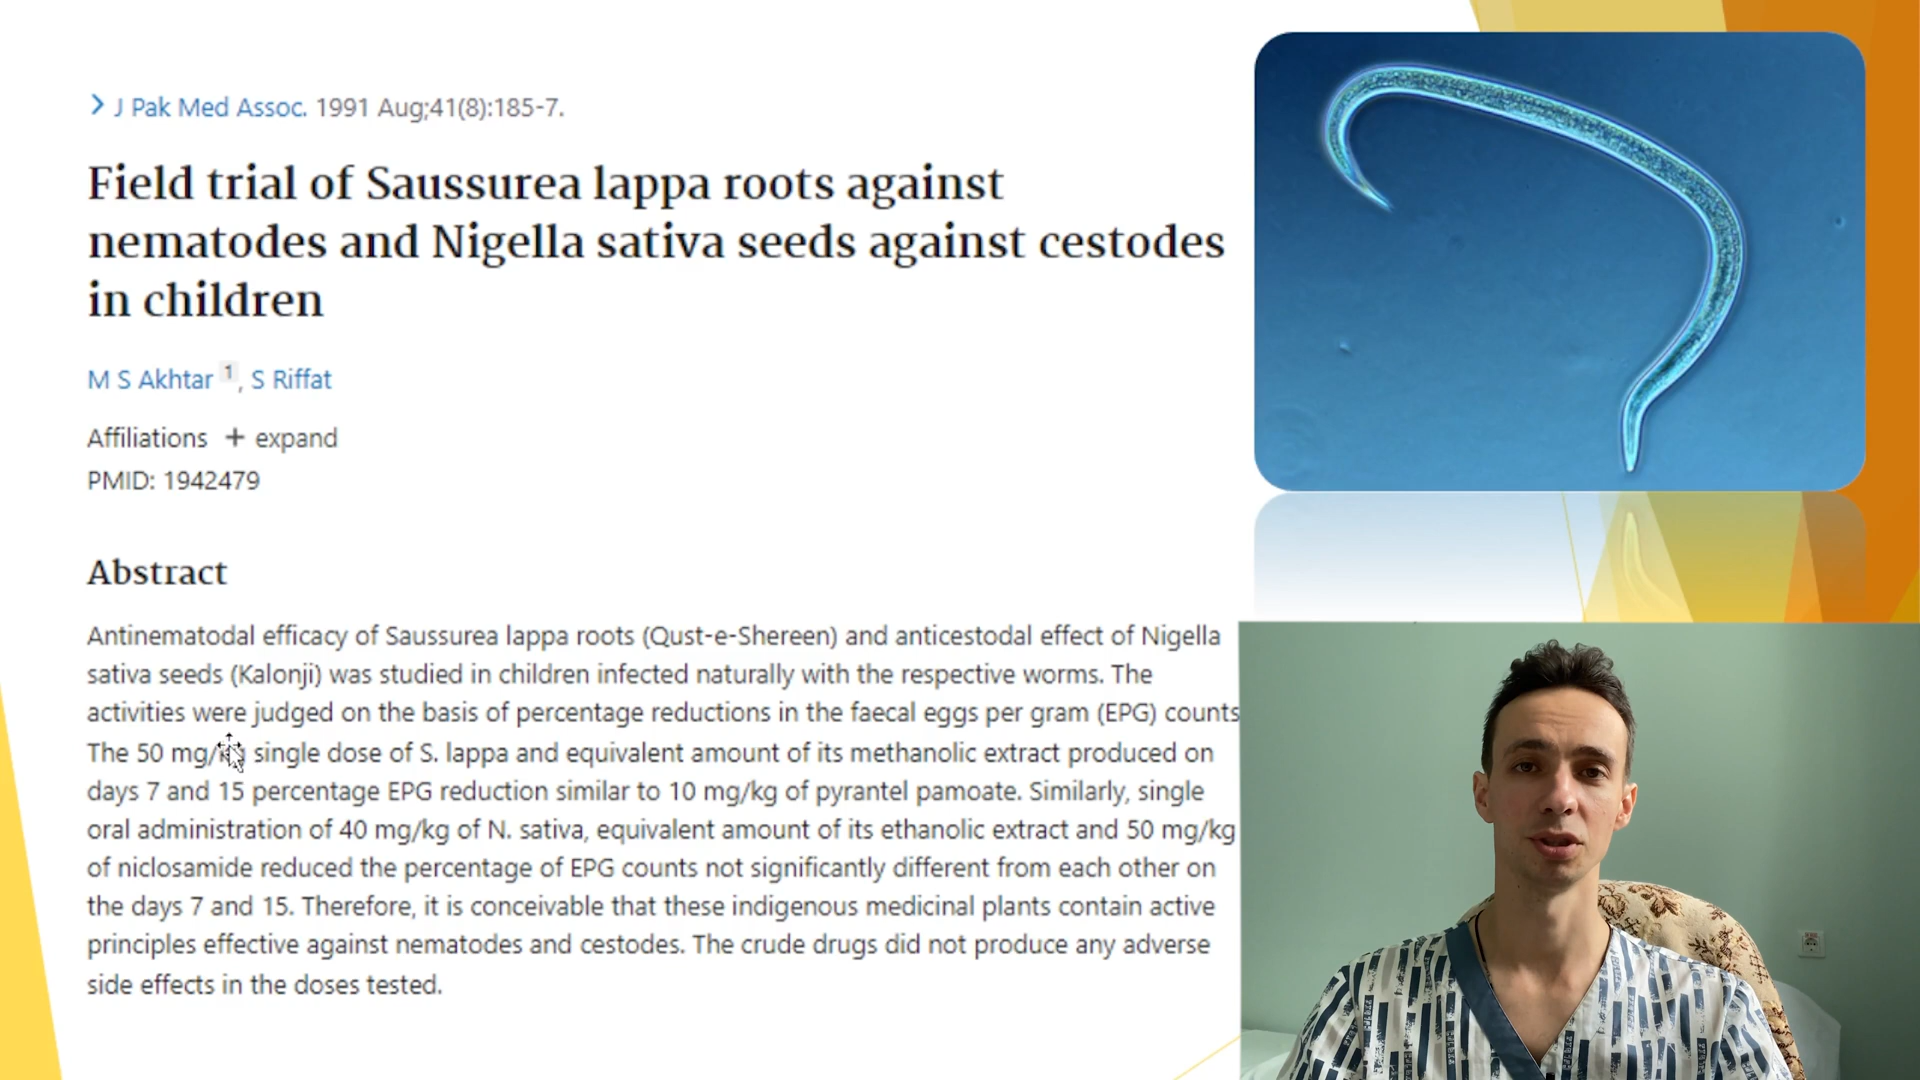 J Pak Med Assoc. 1991 Aug;41(8):185-7.
Field trial of Saussurea lappa roots against
nematodes and Nigella sativa seeds against cestodes
in children
M S Akhtar 1, S Riffat
Affiliations + expand
PMID: 1942479
Abstract
Antinematodal efficacy of Saussurea lappa roots (Qust-e-Shereen) and anticestodal effect of Nigella
sativa seeds (Kalonji) was studied in children infected naturally with the respective worms. The
activities were judged on the basis of percentage reductions in the faecal eggs per gram (EPG) counts
The 50 mg/kg single dose of S. lappa and equivalent amount of its methanolic extract produced on
days 7 and 15 percentage EPG reduction similar to 10 mg/kg of pyrantel pamoate. Similarly, single
oral administration of 40 mg/kg of N. sativa, equivalent amount of its ethanolic extract and 50 mg/kg
of niclosamide reduced the percentage of EPG counts not significantly different from each other on
the days 7 and 15. Therefore, it is conceivable that these indigenous medicinal plants contain active
principles effective against nematodes and cestodes. The crude drugs did not produce any adverse
side effects in the doses tested.